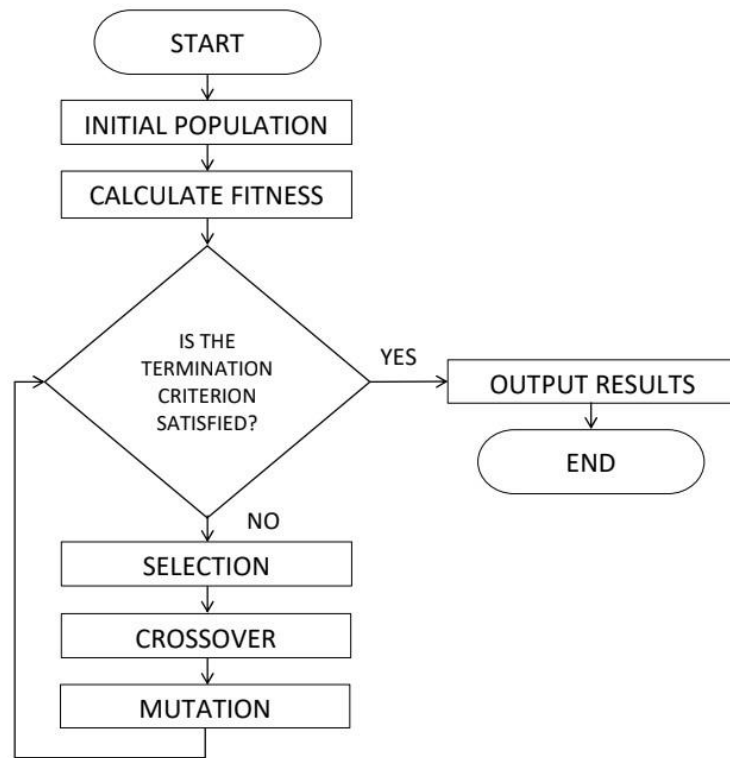 START
INITIAL POPULATION
CALCULATE FITNESS
IS THE
TERMINATION
CRITERION
SATISFIED?
YES
OUTPUT RESULTS
END
NO
SELECTION
CROSSOVER
MUTATION